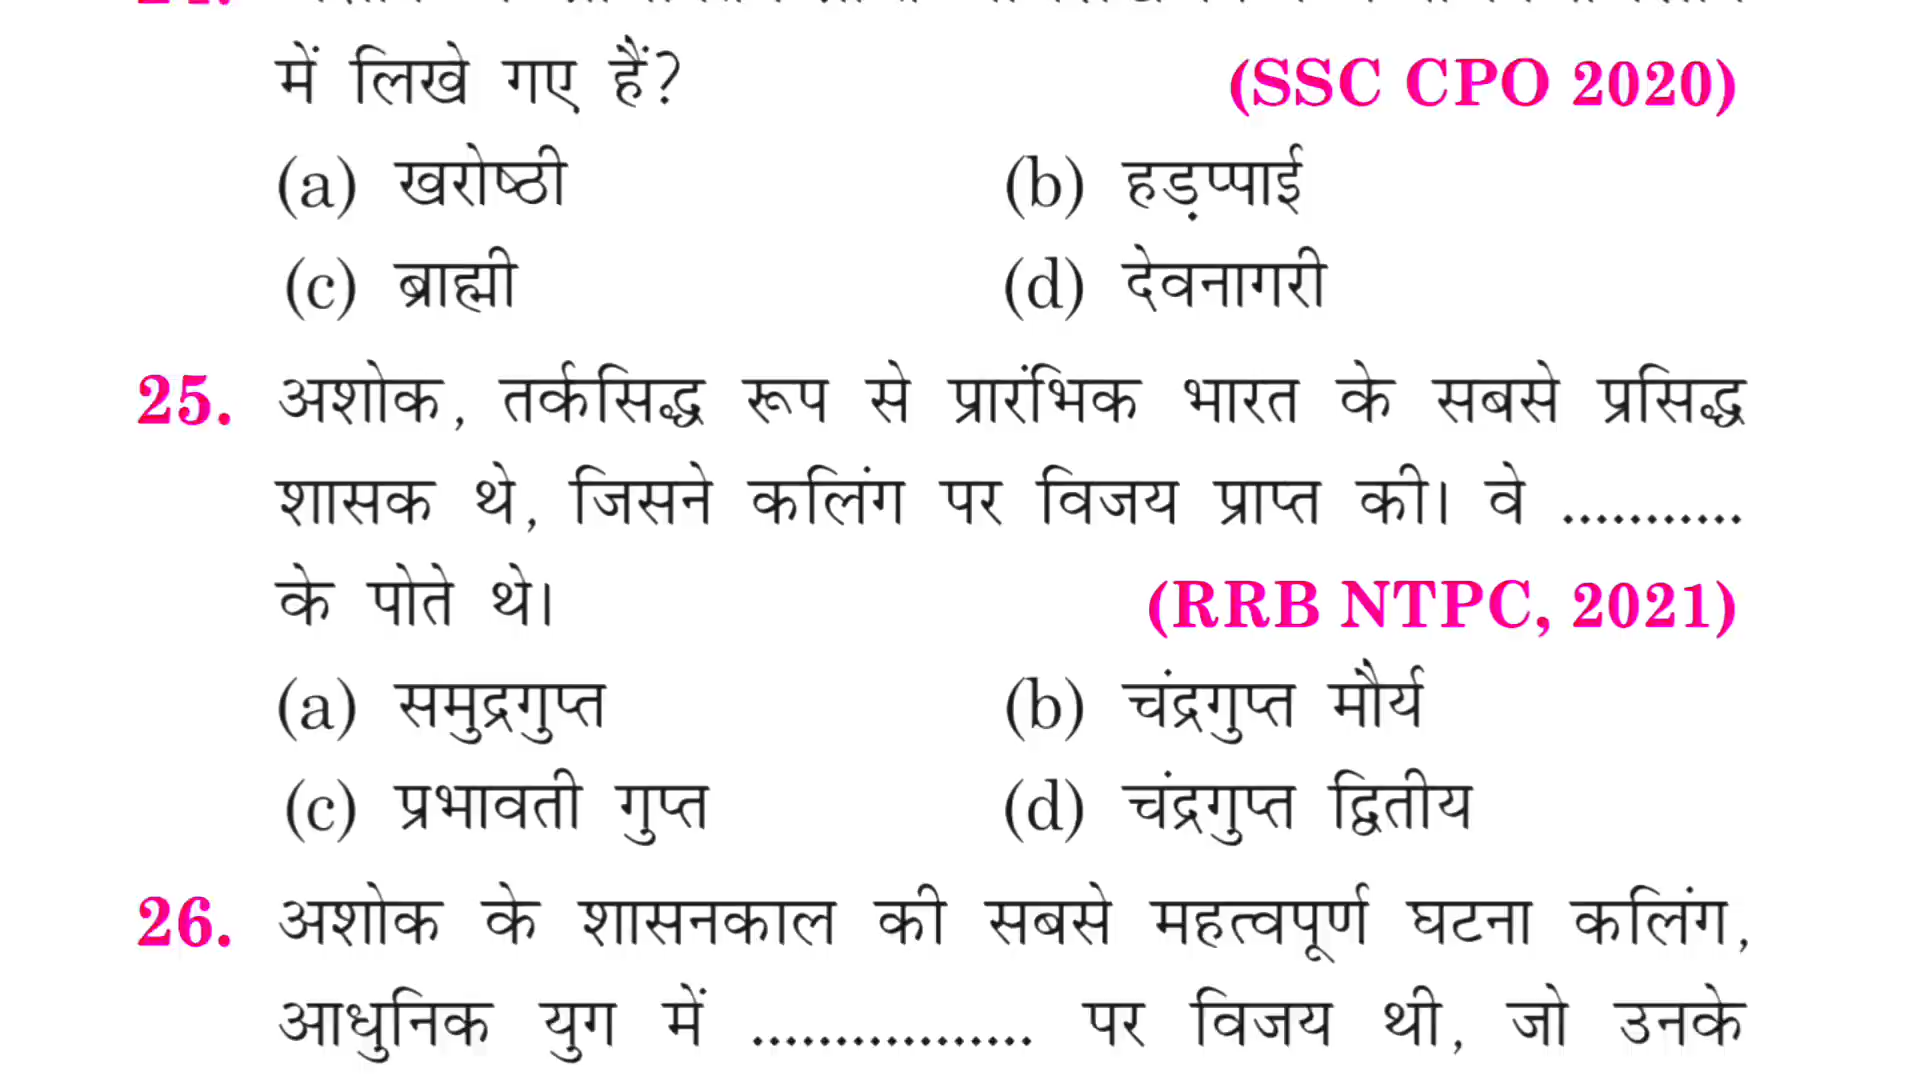 में लिखे गए हैं? (SSC CPO 2020)
(a) खरोष्ठी (b) हड़प्पाई
(c) ब्राह्मी (d) देवनागरी
25. अशोक, तर्कसिद्ध रूप से प्रारंभिक भारत के सबसे प्रसिद्ध
शासक थे, जिसने कलिंग पर विजय प्राप्त की। वे ...........
के पोते थे। (RRB NTPC, 2021)
(a) समुद्रगुप्त (b) चंद्रगुप्त मौर्य
(c) प्रभावती गुप्त (d) चंद्रगुप्त द्वितीय
26. अशोक के शासनकाल की सबसे महत्वपूर्ण घटना कलिंग,
आधुनिक युग में ................ पर विजय थी, जो उनके